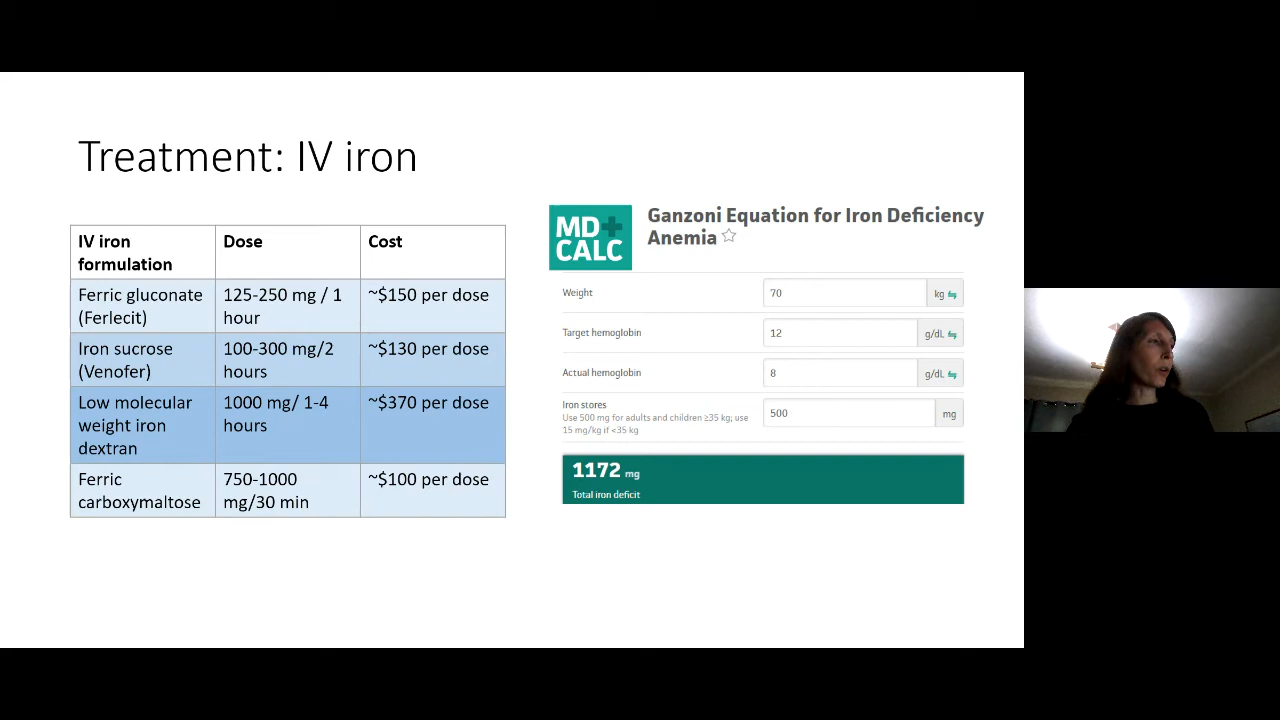 Treatment: IV iron
IV iron
formulation
Dose
Cost
Ferric gluconate
(Ferlecit)
125-250 mg / 1
hour
~$150 per dose
Iron sucrose
(Venofer)
100-300 mg/2
hours
~$130 per dose
Low molecular
weight iron
dextran
1000 mg/ 1-4
hours
~$370 per dose
Ferric
carboxymaltose
750-1000
mg/30 min
~$100 per dose
MD+
CALC
Ganzoni Equation for Iron Deficiency
Anemia
Weight
70
kg
Target hemoglobin
12
g/dL
Actual hemoglobin
8
g/dL
Iron stores
Use 500 mg for adults and children ≥35 kg; use
15 mg/kg if <35 kg
500
mg
1172 mg
Total iron deficit